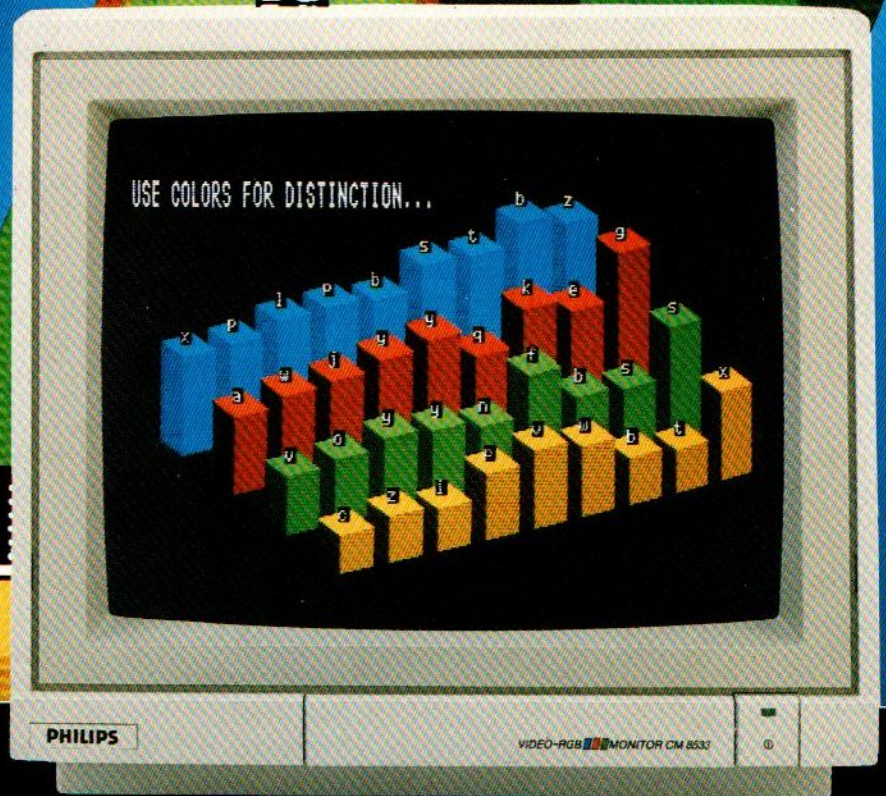 USE COLORS FOR DISTINCTION...
x p l p b s t b z
a w j y y q k e g
v o y y n f b s s
z i p v w b t x
PHILIPS
VIDEO-RGB MONITOR CM 8533